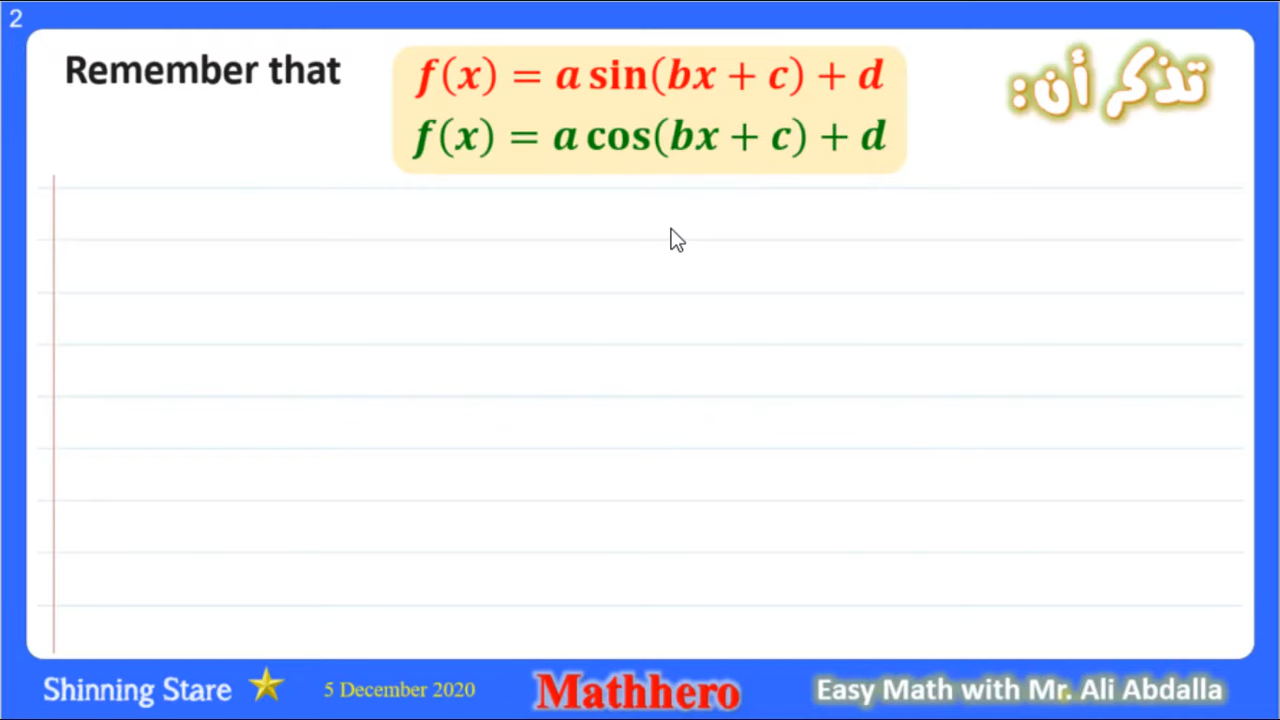 2
Remember that
f(x) = a sin(bx + c) + d
f(x) = a cos(bx + c) + d
تذكر أن:
Shinning Stare
5 December 2020
Mathhero
Easy Math with Mr. Ali Abdalla